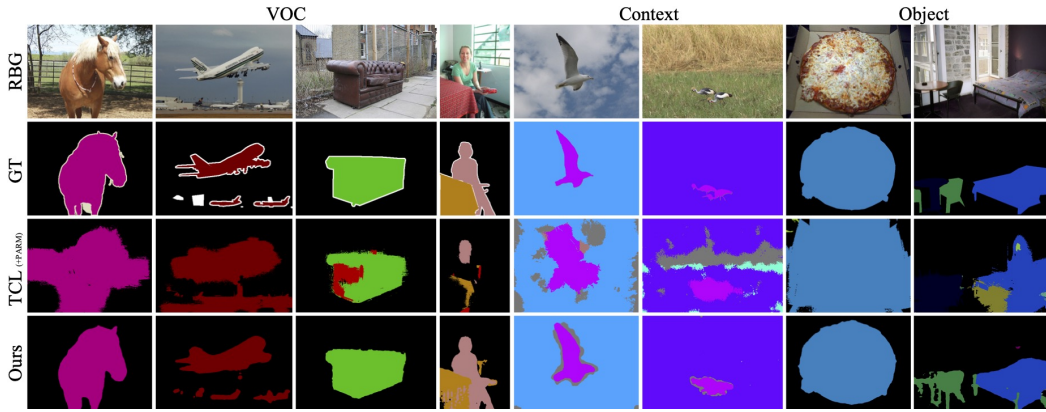 VOC
Context
Object
RBG
GT
TCL (+PARM)
Ours